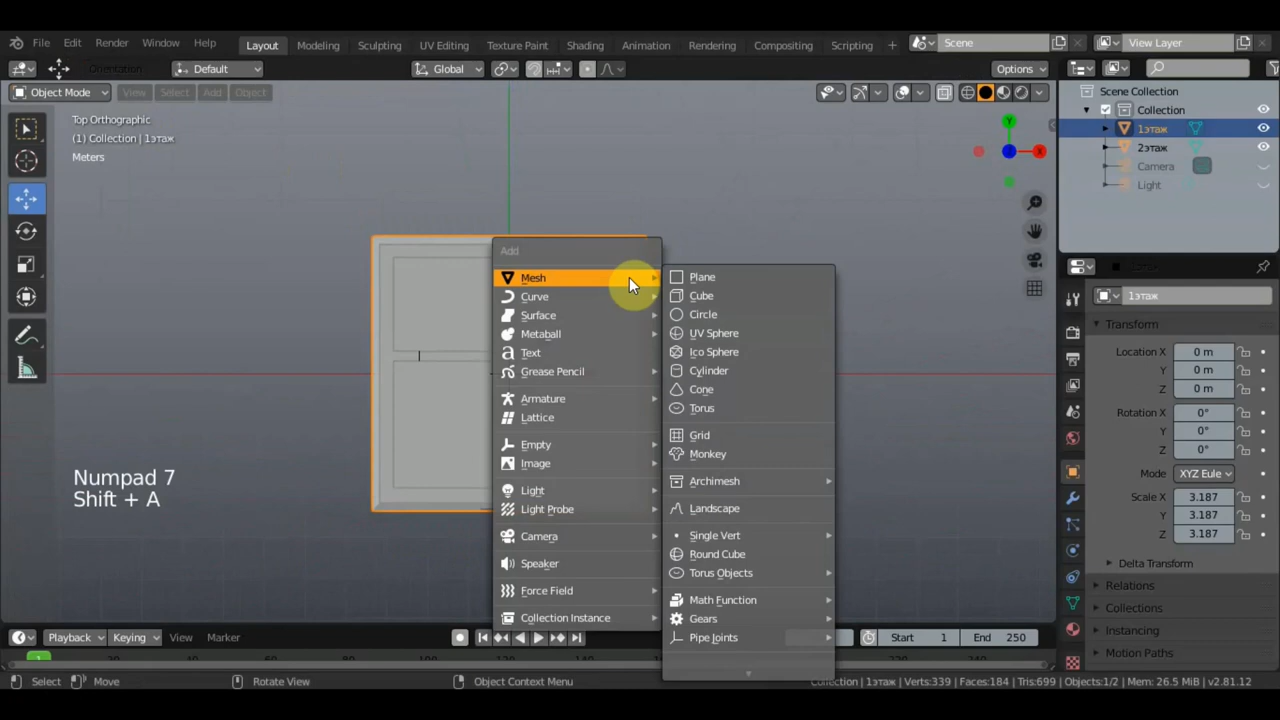 File Edit Render Window Help Layout Modeling Sculpting UV Editing Texture Paint Shading Animation Rendering Compositing Scripting Scene View Layer
Orientation Default Global Options
Object Mode View Select Add Object
Scene Collection
Collection
1этаж
2этаж
Camera
Light
Top Orthographic
(1) Collection | 1этаж
Meters
Y
Z
X
Add
Mesh
Curve
Surface
Metaball
Text
Grease Pencil
Armature
Lattice
Empty
Image
Light
Light Probe
Camera
Speaker
Force Field
Collection Instance
Plane
Cube
Circle
UV Sphere
Ico Sphere
Cylinder
Cone
Torus
Grid
Monkey
Archimesh
Landscape
Single Vert
Round Cube
Torus Objects
Math Function
Gears
Pipe Joints
Numpad 7
Shift + A
1этаж
Transform
Location X 0 m
Y 0 m
Z 0 m
Rotation X 0°
Y 0°
Z 0°
Mode XYZ Eule
Scale X 3.187
Y 3.187
Z 3.187
Delta Transform
Relations
Collections
Instancing
Motion Paths
Playback Keying View Marker Start 1 End 250
1
Select Move Rotate View Object Context Menu Collection | 1этаж | Verts:339 | Faces:184 | Tris:699 | Objects:1/2 | Mem: 26.5 MiB | v2.81.12